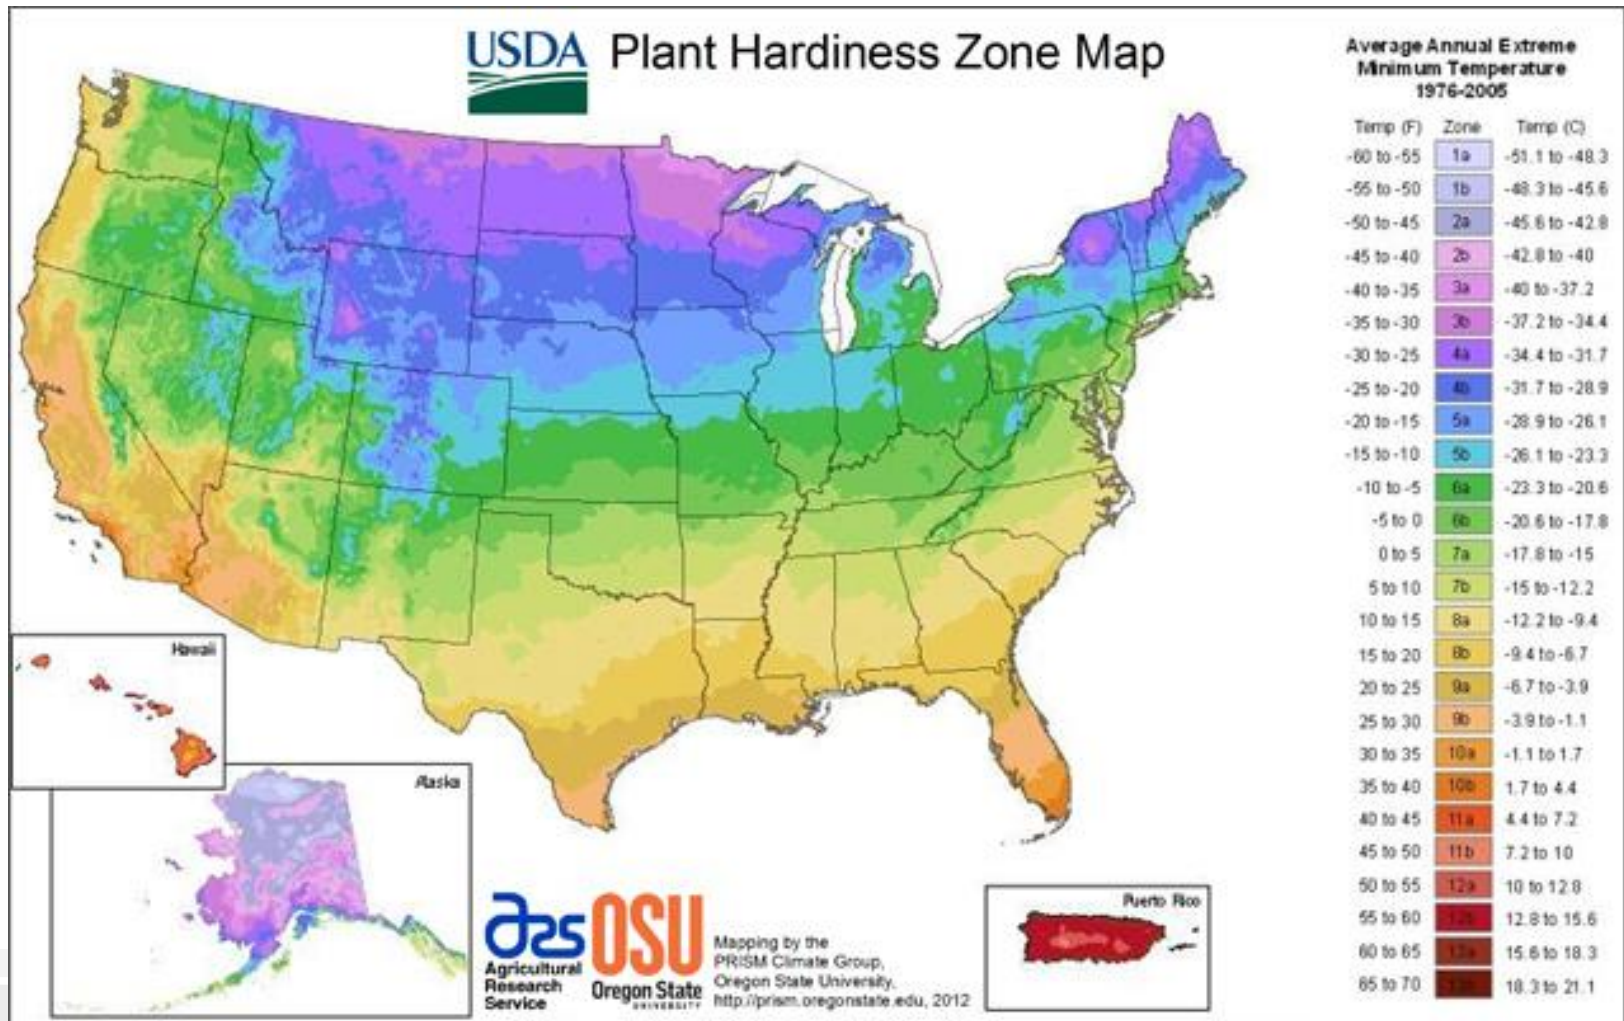 USDA Plant Hardiness Zone Map
Average Annual Extreme
Minimum Temperature
1976-2005
Temp (F) Zone Temp (C)
-60 to -55 1a -51.1 to -48.3
-55 to -50 1b -48.3 to -45.6
-50 to -45 2a -45.6 to -42.8
-45 to -40 2b -42.8 to -40
-40 to -35 3a -40 to -37.2
-35 to -30 3b -37.2 to -34.4
-30 to -25 4a -34.4 to -31.7
-25 to -20 4b -31.7 to -28.9
-20 to -15 5a -28.9 to -26.1
-15 to -10 5b -26.1 to -23.3
-10 to -5 6a -23.3 to -20.6
-5 to 0 6b -20.6 to -17.8
0 to 5 7a -17.8 to -15
5 to 10 7b -15 to -12.2
10 to 15 8a -12.2 to -9.4
15 to 20 8b -9.4 to -6.7
20 to 25 9a -6.7 to -3.9
25 to 30 9b -3.9 to -1.1
30 to 35 10a -1.1 to 1.7
35 to 40 10b 1.7 to 4.4
40 to 45 11a 4.4 to 7.2
45 to 50 11b 7.2 to 10
50 to 55 12a 10 to 12.8
55 to 60 12b 12.8 to 15.6
60 to 65 13a 15.6 to 18.3
65 to 70 18.3 to 21.1
Hawaii
Alaska
Puerto Rico
ars
Agricultural
Research
Service
OSU
Oregon State
UNIVERSITY
Mapping by the
PRISM Climate Group,
Oregon State University,
http://prism.oregonstate.edu, 2012